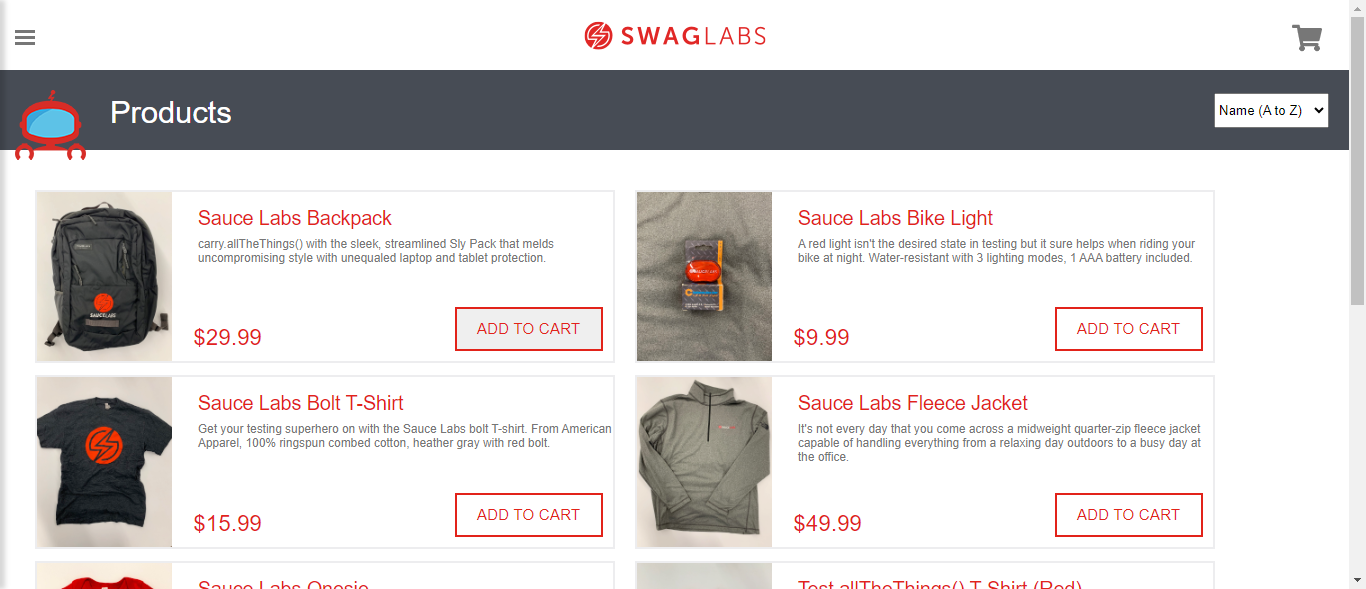 SWAGLABS
Products
Name (A to Z)
Sauce Labs Backpack
carry.allTheThings() with the sleek, streamlined Sly Pack that melds
uncompromising style with unequaled laptop and tablet protection.
$29.99
ADD TO CART
SAUCELABS
Sauce Labs Bike Light
A red light isn't the desired state in testing but it sure helps when riding your
bike at night. Water-resistant with 3 lighting modes, 1 AAA battery included.
$9.99
ADD TO CART
Sauce Labs Bolt T-Shirt
Get your testing superhero on with the Sauce Labs bolt T-shirt. From American
Apparel, 100% ringspun combed cotton, heather gray with red bolt.
$15.99
ADD TO CART
Sauce Labs Fleece Jacket
It's not every day that you come across a midweight quarter-zip fleece jacket
capable of handling everything from a relaxing day outdoors to a busy day at
the office.
$49.99
ADD TO CART
Sauce Labs Onesie
Test.allTheThings() T-Shirt (Red)